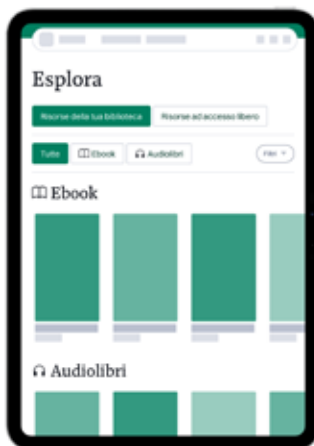 Esplora
Risorse della tua biblioteca Risorse ad accesso libero
Tutte Ebook Audiolibri Filtri
Ebook
Audiolibri